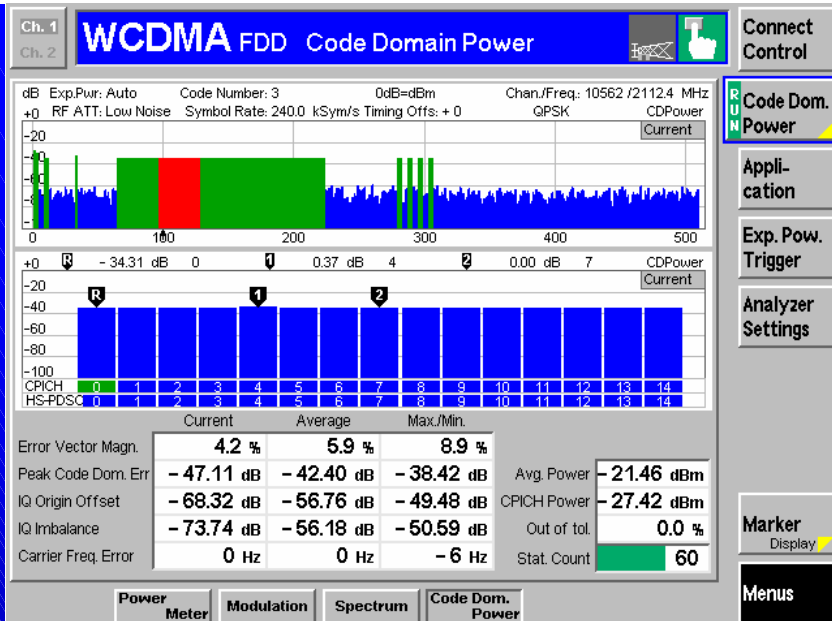 Ch. 1
Ch. 2
WCDMA FDD Code Domain Power
Connect Control
dB Exp.Pwr: Auto Code Number: 3 0dB=dBm Chan./Freq.: 10562 /2112.4 MHz
+0 RF ATT: Low Noise Symbol Rate: 240.0 kSym/s Timing Offs: + 0 QPSK CDPower
Current
-20
0 100 200 300 400 500
RUN Code Dom. Power
Appli-
cation
Exp. Pow. Trigger
Analyzer Settings
+0 R - 34.31 dB 0 1 0.37 dB 4 2 0.00 dB 7 CDPower
Current
-20
R 1 2
-40
-60
-80
-100
CPICH 0 1 2 3 4 5 6 7 8 9 10 11 12 13 14
HS-PDSC 0 1 2 3 4 5 6 7 8 9 10 11 12 13 14
Current Average Max./Min.
Error Vector Magn. 4.2 % 5.9 % 8.9 %
Peak Code Dom. Err - 47.11 dB - 42.40 dB - 38.42 dB Avg. Power - 21.46 dBm
IQ Origin Offset - 68.32 dB - 56.76 dB - 49.48 dB CPICH Power - 27.42 dBm
IQ Imbalance - 73.74 dB - 56.18 dB - 50.59 dB Out of tol. 0.0 %
Carrier Freq. Error 0 Hz 0 Hz - 6 Hz Stat. Count 60
Marker
Display
Power Meter
Modulation
Spectrum
Code Dom. Power
Menus